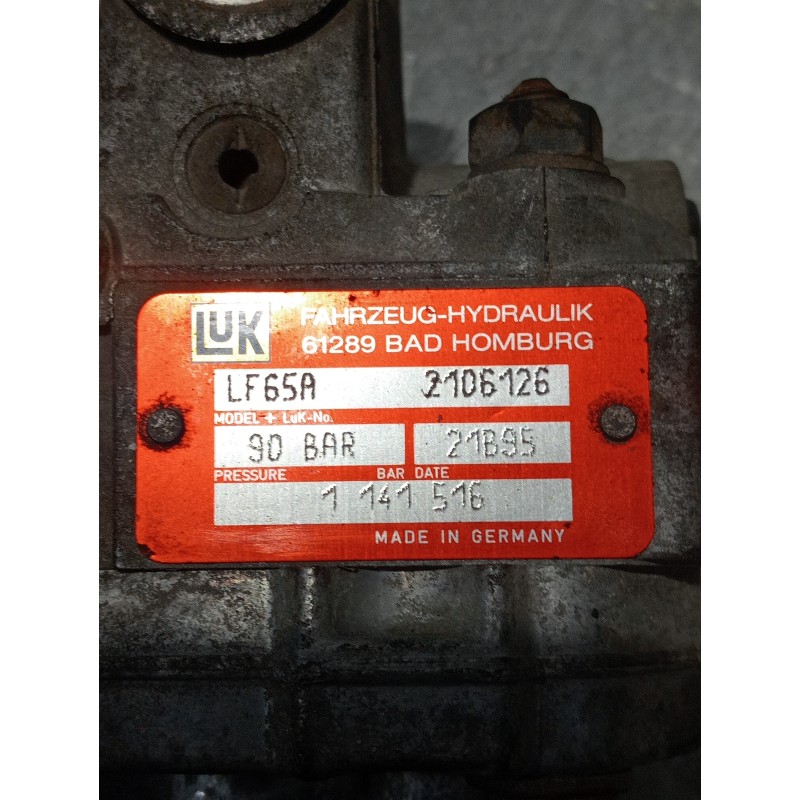 LUK FAHRZEUG-HYDRAULIK
61289 BAD HOMBURG
LF65A 2106126
MODEL + LuK-No.
90 BAR 21B95
PRESSURE BAR DATE
1 141 516
MADE IN GERMANY